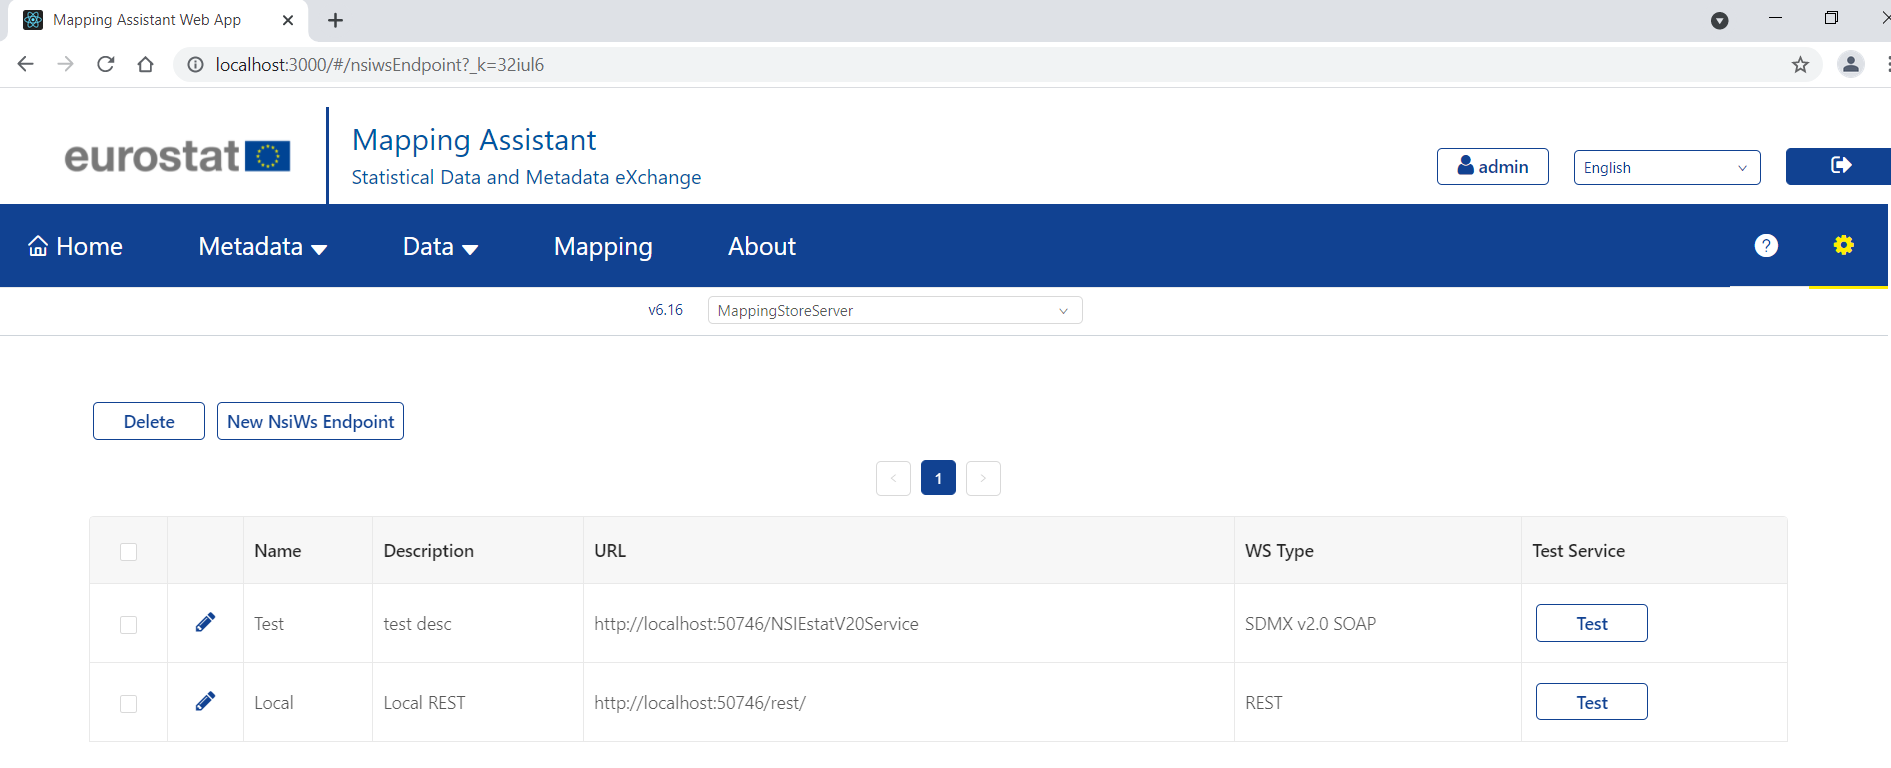 Mapping Assistant Web App
localhost:3000/#/nsiwsEndpoint?_k=32iul6
eurostat
Mapping Assistant
Statistical Data and Metadata eXchange
admin
English
Home
Metadata
Data
Mapping
About
?
v6.16
MappingStoreServer
Delete
New NsiWs Endpoint
< 1 >
Name Description URL WS Type Test Service
Test test desc http://localhost:50746/NSIEstatV20Service SDMX v2.0 SOAP Test
Local Local REST http://localhost:50746/rest/ REST Test